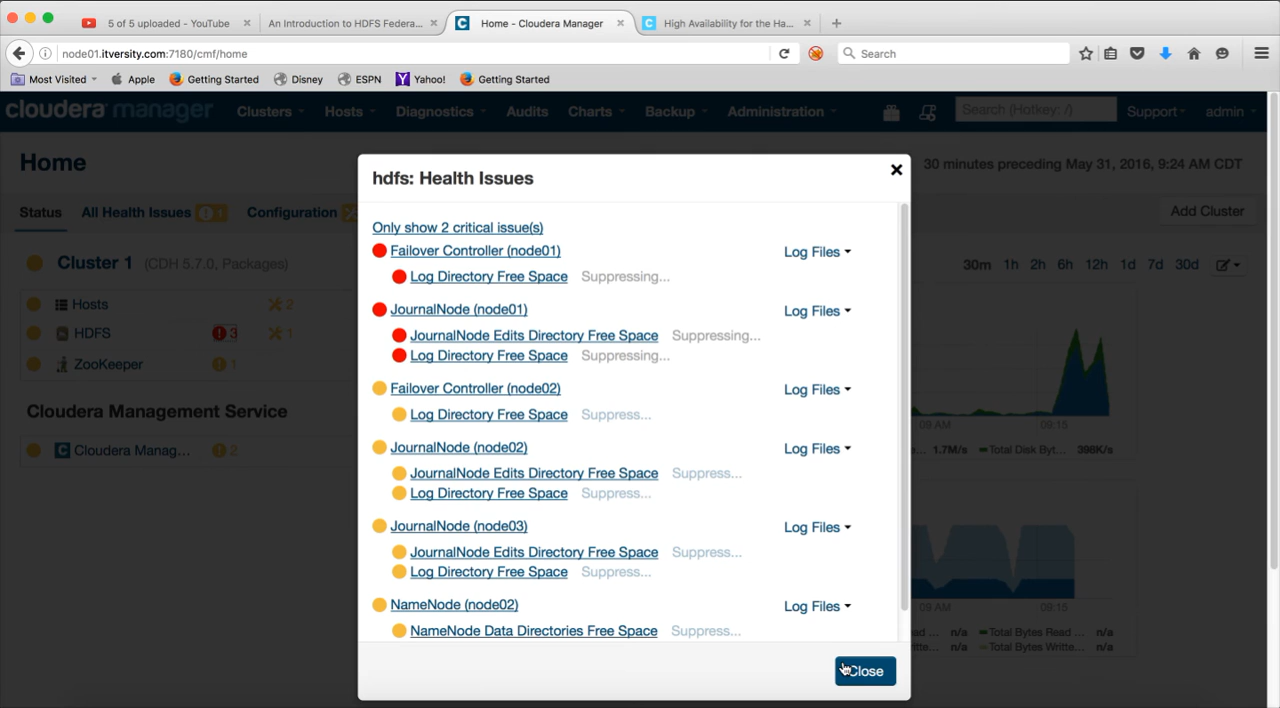 5 of 5 uploaded - YouTube × An Introduction to HDFS Federa... × Home - Cloudera Manager × High Availability for the Ha... × +
node01.itversity.com:7180/cmf/home Search
Most Visited Apple Getting Started Disney ESPN Yahoo! Getting Started
cloudera manager Clusters Hosts Diagnostics Audits Charts Backup Administration Search (Hotkey: /) Support admin
Home 30 minutes preceding May 31, 2016, 9:24 AM CDT
Status All Health Issues 1 Configuration Add Cluster
Cluster 1 (CDH 5.7.0, Packages) 30m 1h 2h 6h 12h 1d 7d 30d
Hosts 2
HDFS 3 1
ZooKeeper 1
Cloudera Management Service
Cloudera Manag... 2
hdfs: Health Issues ×
Only show 2 critical issue(s)
Failover Controller (node01) Log Files
Log Directory Free Space Suppressing...
JournalNode (node01) Log Files
JournalNode Edits Directory Free Space Suppressing...
Log Directory Free Space Suppressing...
Failover Controller (node02) Log Files
Log Directory Free Space Suppress...
JournalNode (node02) Log Files
JournalNode Edits Directory Free Space Suppress...
Log Directory Free Space Suppress...
JournalNode (node03) Log Files
JournalNode Edits Directory Free Space Suppress...
Log Directory Free Space Suppress...
NameNode (node02) Log Files
NameNode Data Directories Free Space Suppress...
Close
09 AM 09:15
1.7M/s Total Disk Byt... 396K/s
09 AM 09:15
n/a Total Bytes Read ... n/a
n/a Total Bytes Writte... n/a